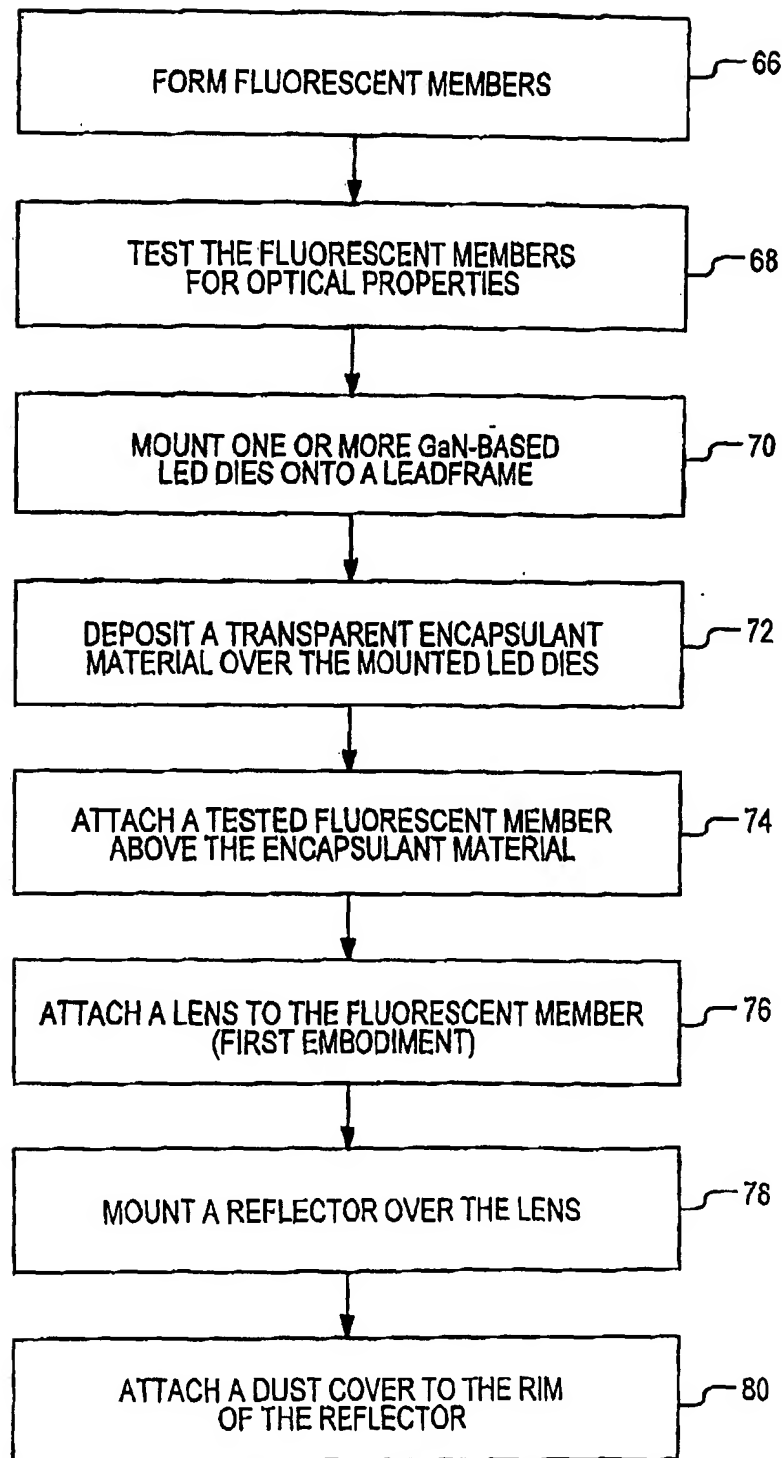 FORM FLUORESCENT MEMBERS
66
TEST THE FLUORESCENT MEMBERS
FOR OPTICAL PROPERTIES
68
MOUNT ONE OR MORE GaN-BASED
LED DIES ONTO A LEADFRAME
70
DEPOSIT A TRANSPARENT ENCAPSULANT
MATERIAL OVER THE MOUNTED LED DIES
72
ATTACH A TESTED FLUORESCENT MEMBER
ABOVE THE ENCAPSULANT MATERIAL
74
ATTACH A LENS TO THE FLUORESCENT MEMBER
(FIRST EMBODIMENT)
76
MOUNT A REFLECTOR OVER THE LENS
78
ATTACH A DUST COVER TO THE RIM
OF THE REFLECTOR
80